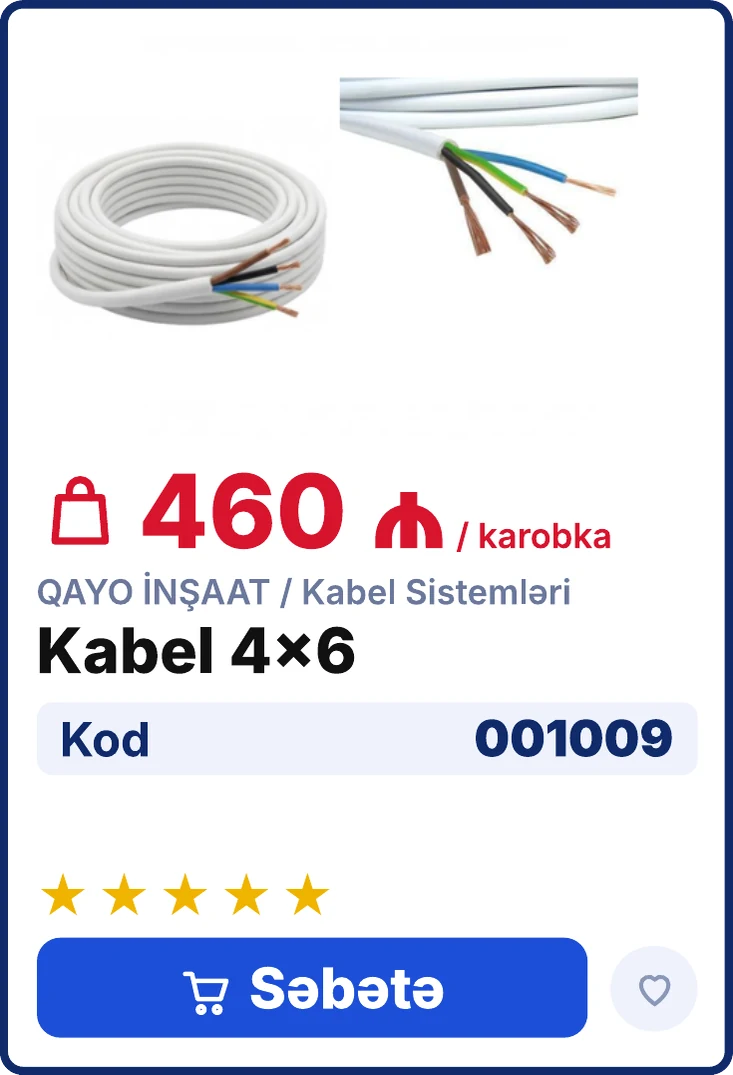 460 ₼ / karobka
QAYO İNŞAAT / Kabel Sistemləri
Kabel 4×6
Kod 001009
Səbətə